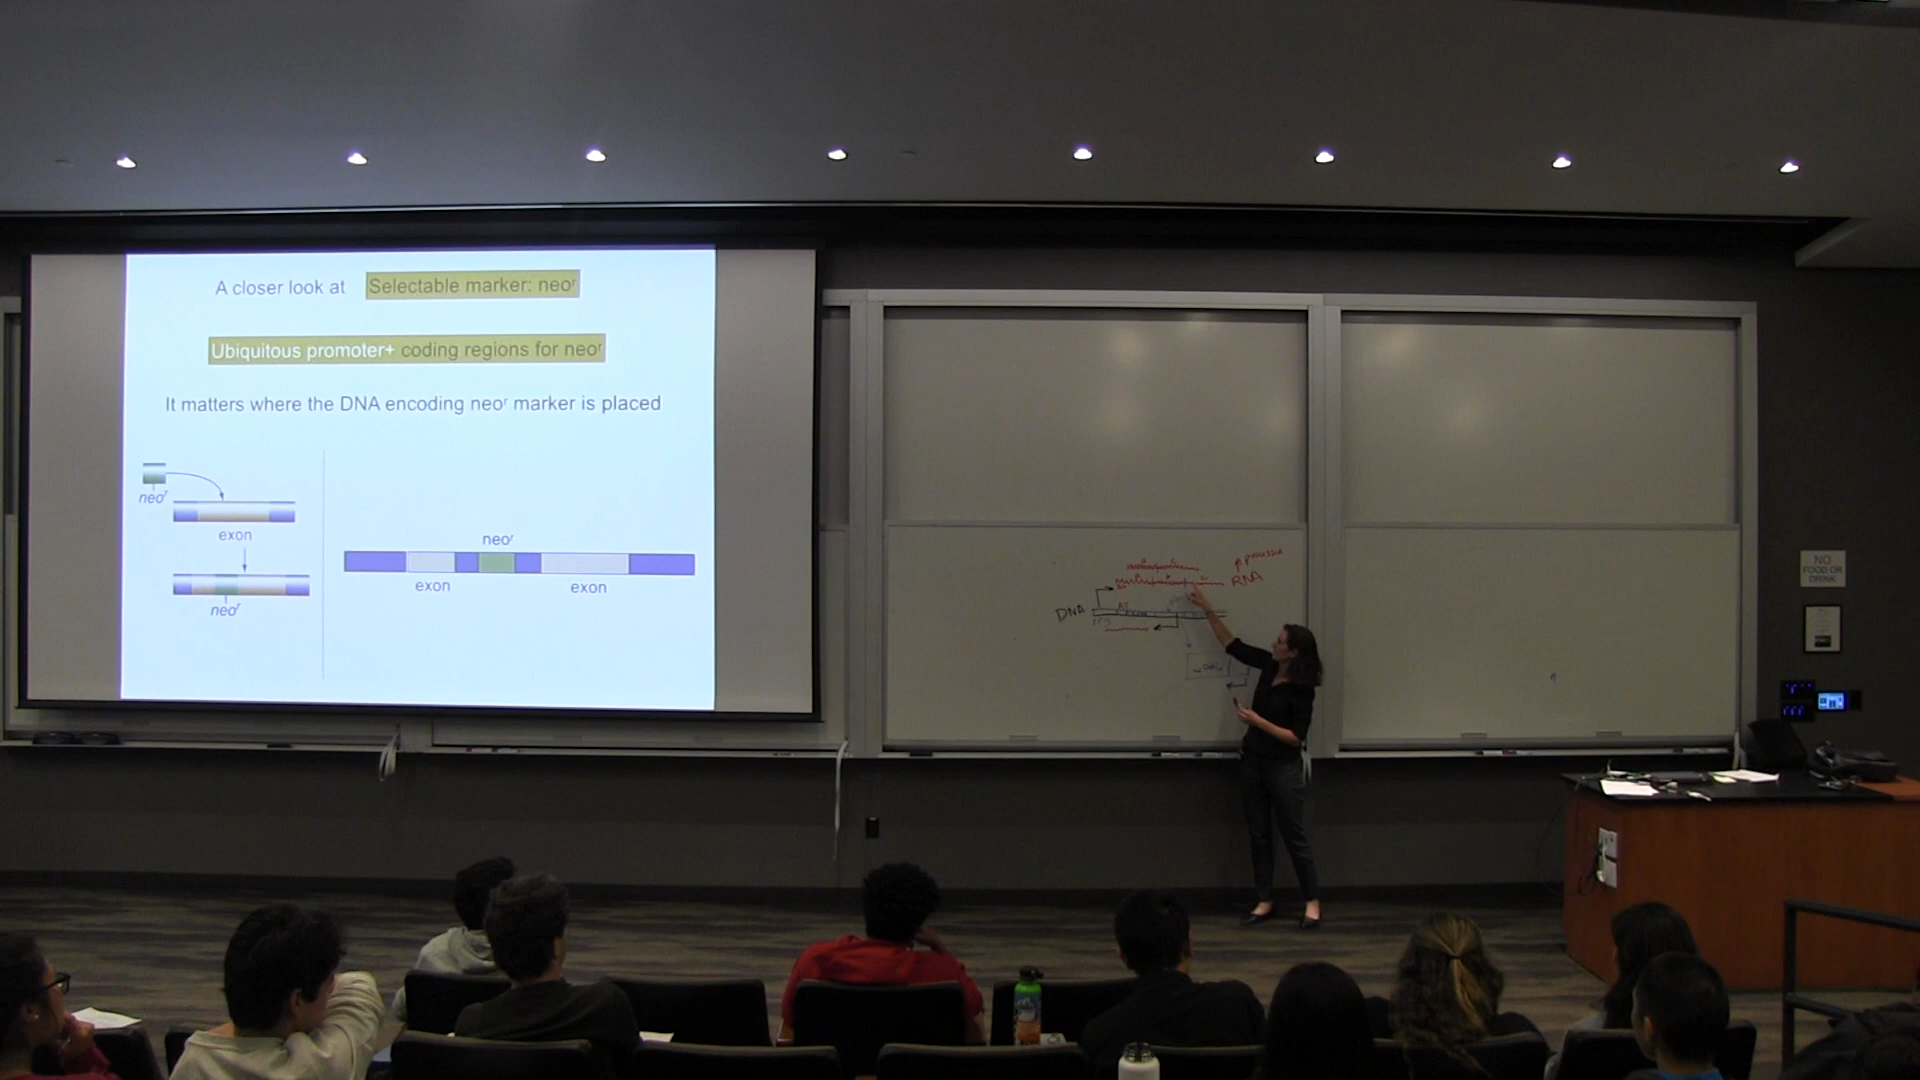 A closer look at Selectable marker: neoʳ
Ubiquitous promoter+ coding regions for neoʳ
It matters where the DNA encoding neoʳ marker is placed
neoʳ
exon
neoʳ
neoʳ
exon
exon
RNA
DNA
NO
FOOD OR
DRINK